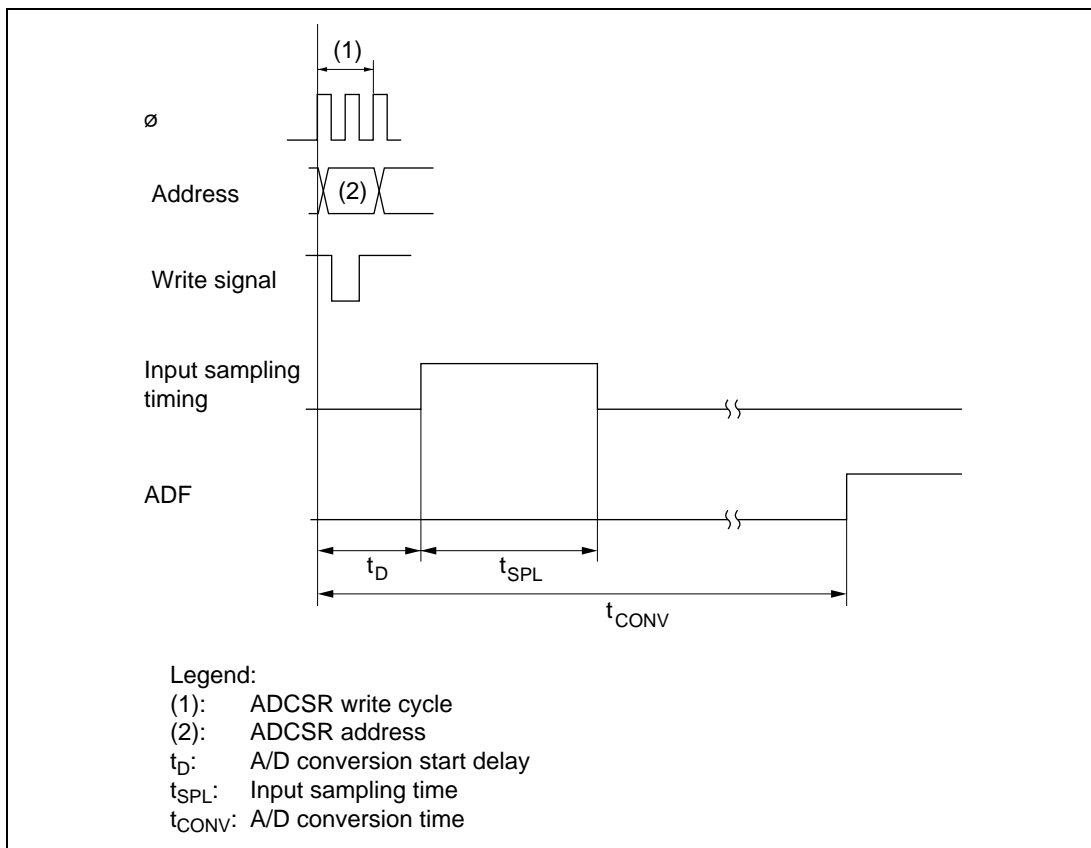 (1)
ø
Address
(2)
Write signal
Input sampling
timing
ADF
tD
tSPL
tCONV
Legend:
(1): ADCSR write cycle
(2): ADCSR address
tD: A/D conversion start delay
tSPL: Input sampling time
tCONV: A/D conversion time